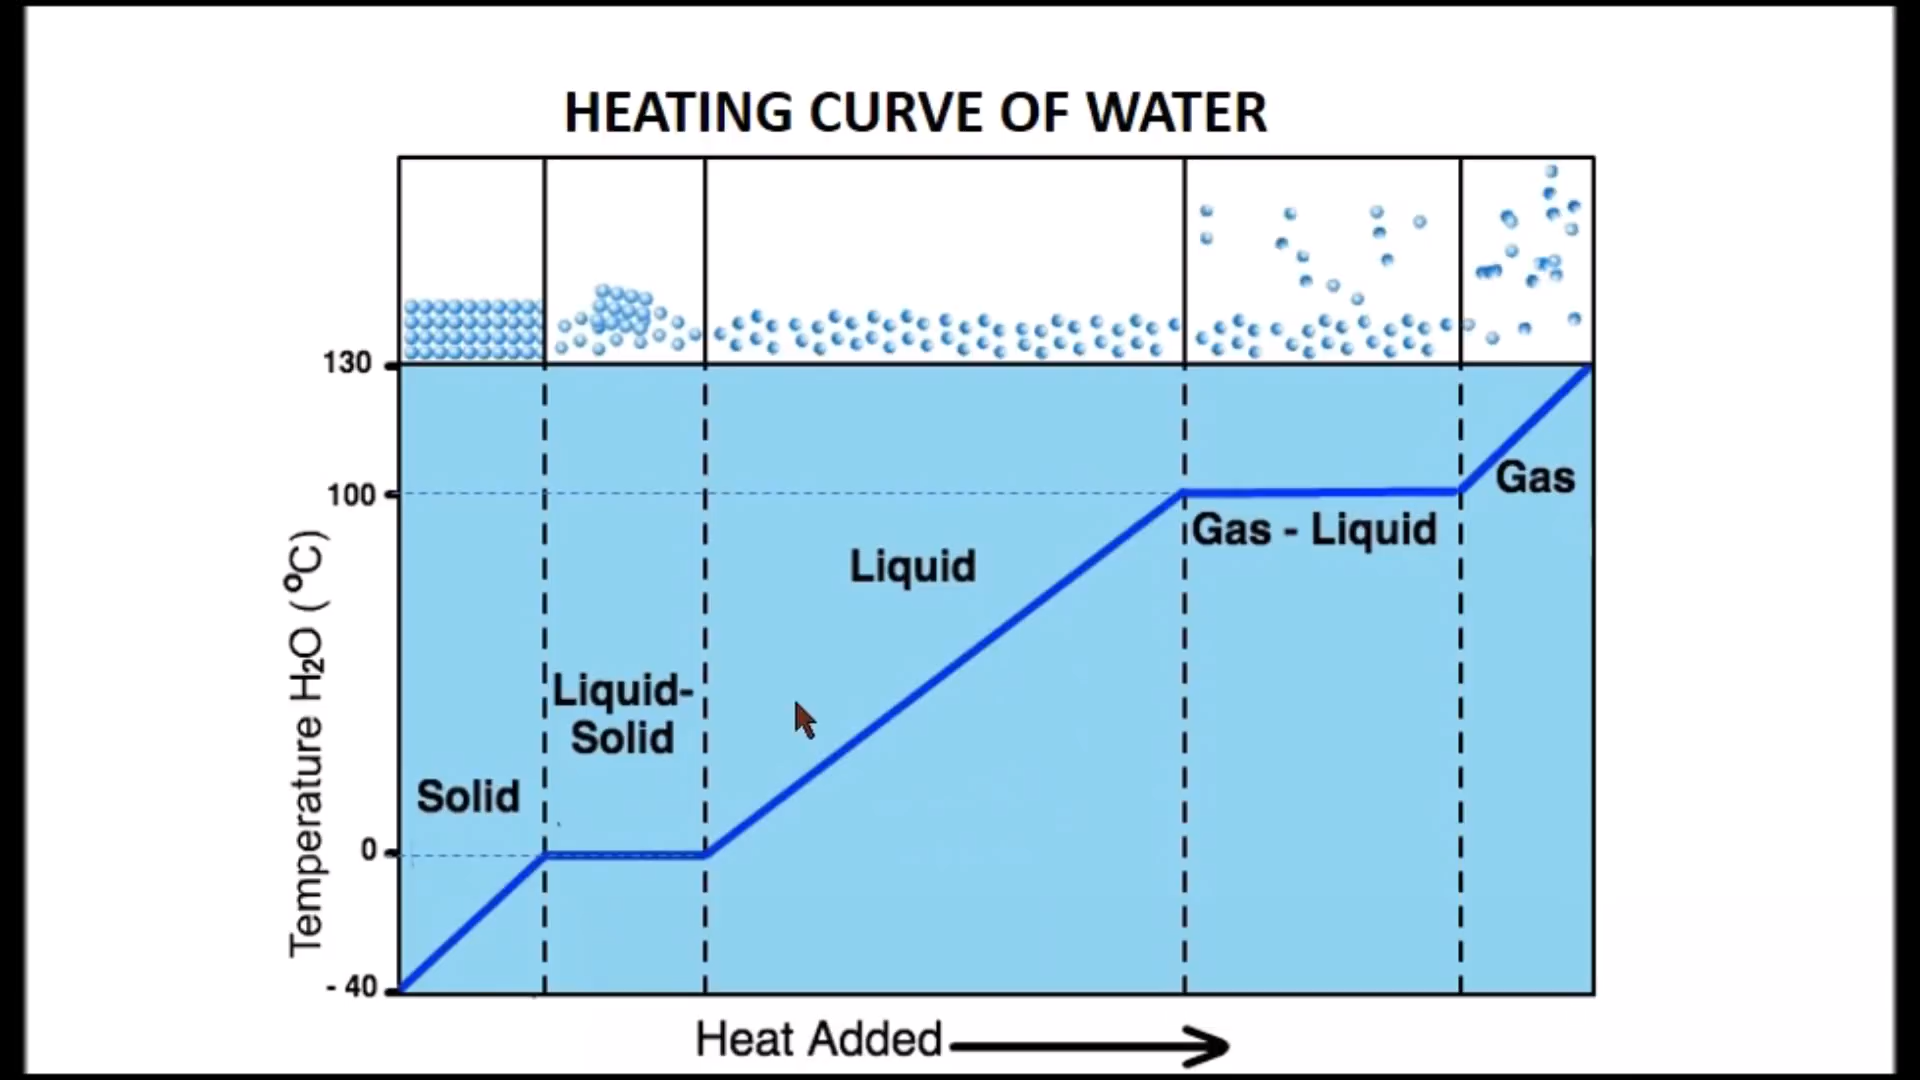 HEATING CURVE OF WATER
130
100
0
- 40
Temperature H2O (°C)
Solid
Liquid-
Solid
Liquid
Gas - Liquid
Gas
Heat Added